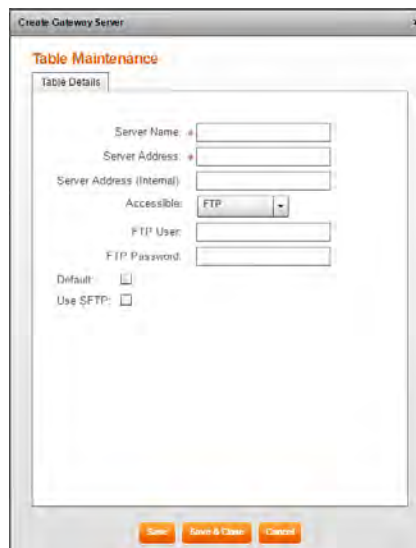 Create Gateway Server
Table Maintenance
Table Details
Server Name: *
Server Address: *
Server Address (Internal)
Accessible: FTP
FTP User:
FTP Password:
Default:
Use SFTP:
Save Save & Close Cancel